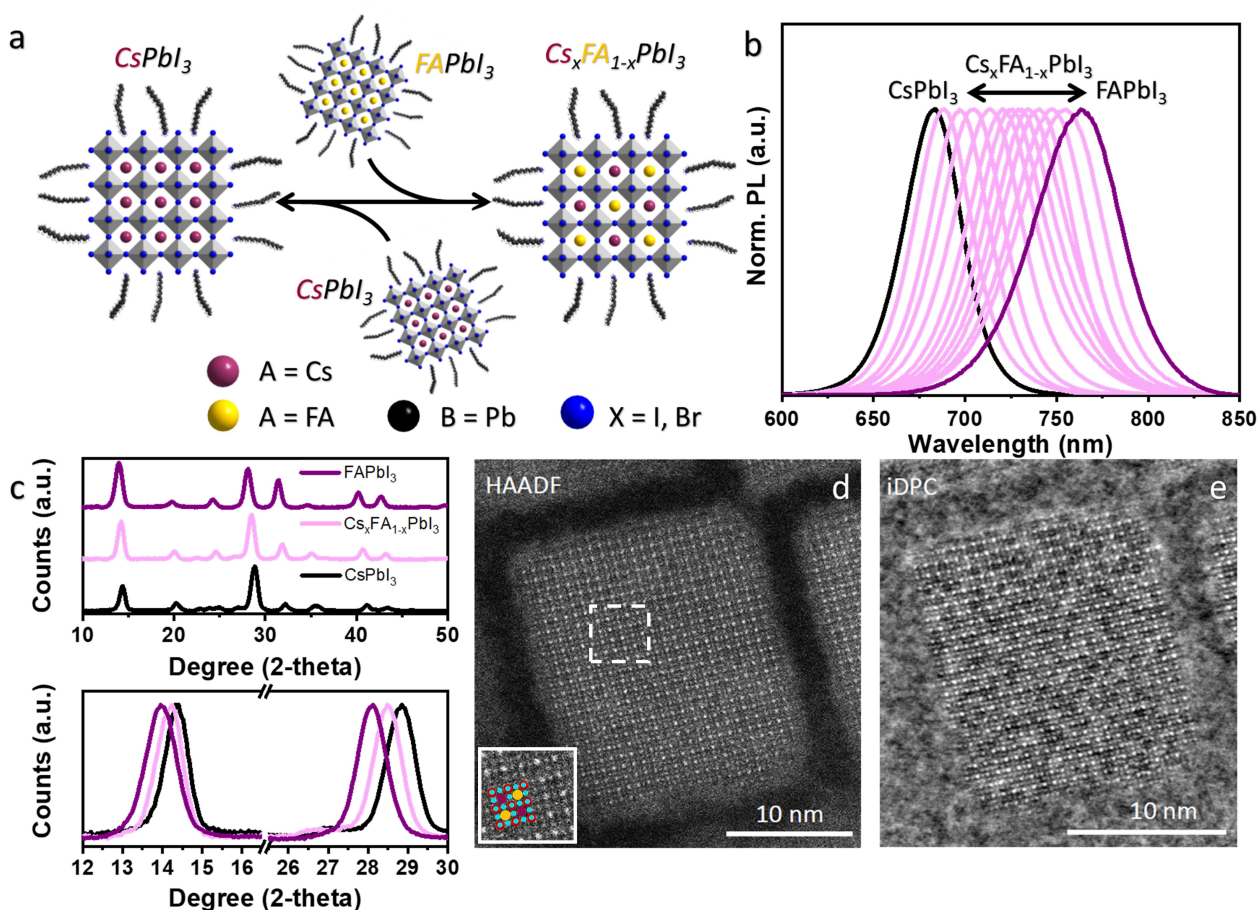 a
CsPbI₃
FAPbI₃
CsₓFA₁₋ₓPbI₃
CsPbI₃
A = Cs
A = FA
B = Pb
X = I, Br
b
CsₓFA₁₋ₓPbI₃
CsPbI₃
FAPbI₃
Norm. PL (a.u.)
600 650 700 750 800 850
Wavelength (nm)
c
FAPbI₃
CsₓFA₁₋ₓPbI₃
CsPbI₃
Counts (a.u.)
10 20 30 40 50
Degree (2-theta)
Counts (a.u.)
12 13 14 15 16 26 27 28 29 30
Degree (2-theta)
HAADF
d
10 nm
iDPC
e
10 nm